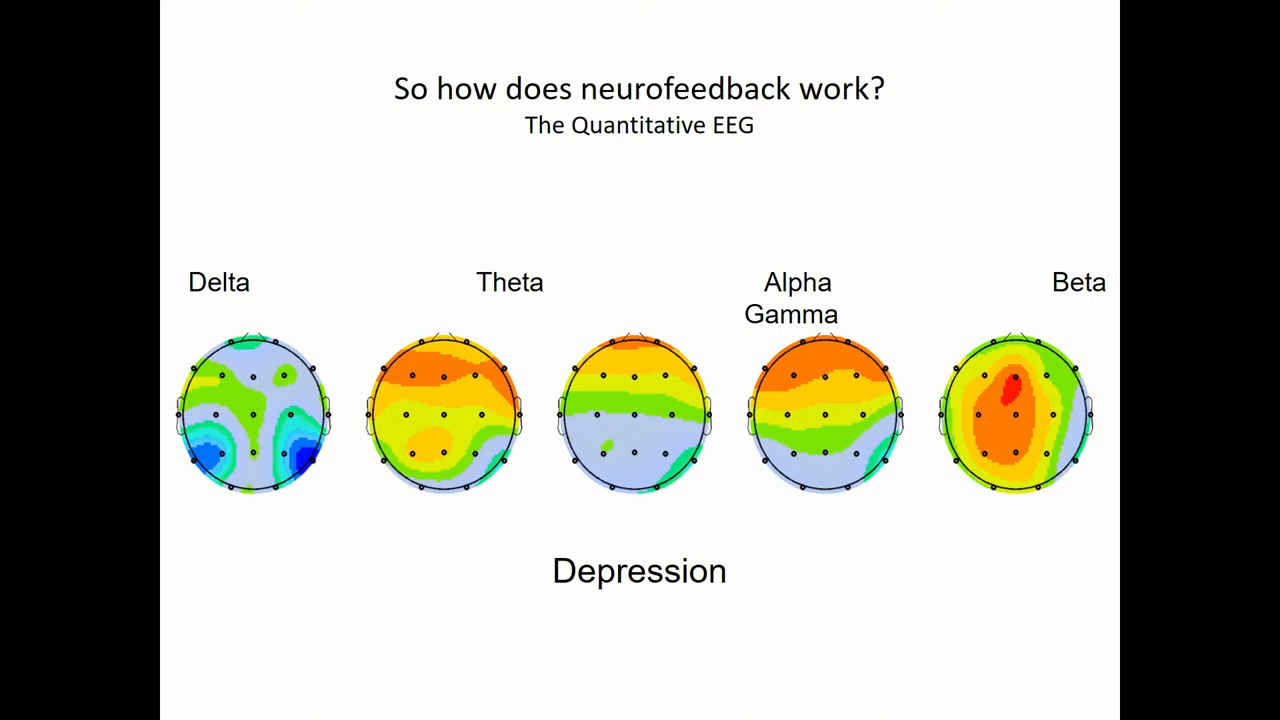 So how does neurofeedback work?
The Quantitative EEG
Delta Theta Alpha Beta
Gamma
Depression